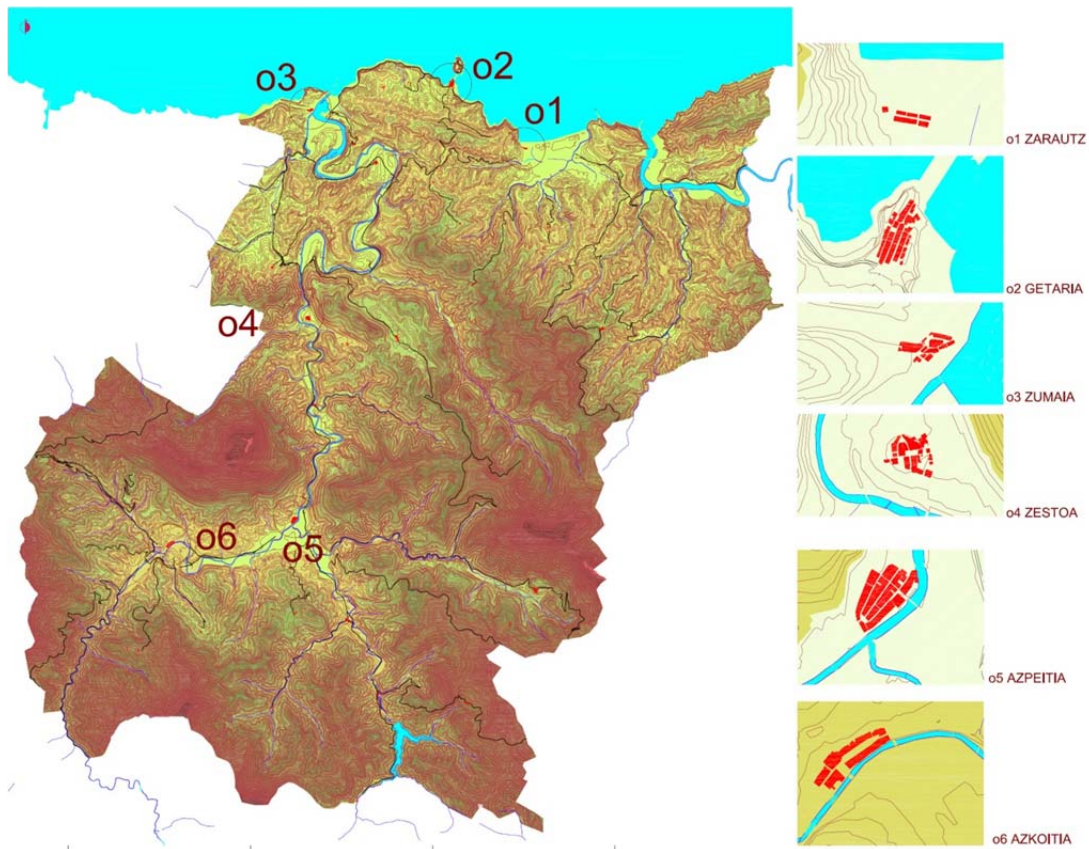 o3
o2
o1
o4
o6
o5
o1 ZARAUTZ
o2 GETARIA
o3 ZUMAIA
o4 ZESTOA
o5 AZPEITIA
o6 AZKOITIA